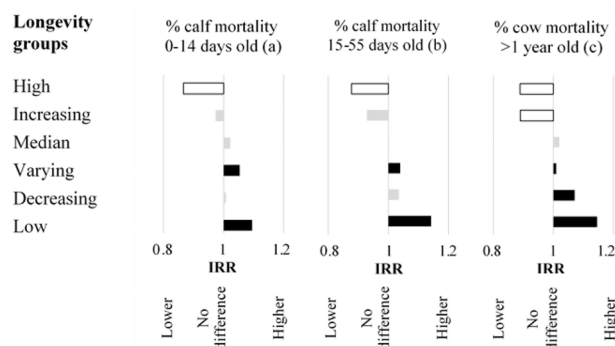 Longevity
groups
% calf mortality
0-14 days old (a)
% calf mortality
15-55 days old (b)
% cow mortality
>1 year old (c)
High
Increasing
Median
Varying
Decreasing
Low
0.8 1 1.2
IRR
0.8 1 1.2
IRR
0.8 1 1.2
IRR
Lower
No
difference
Higher
Lower
No
difference
Higher
Lower
No
difference
Higher